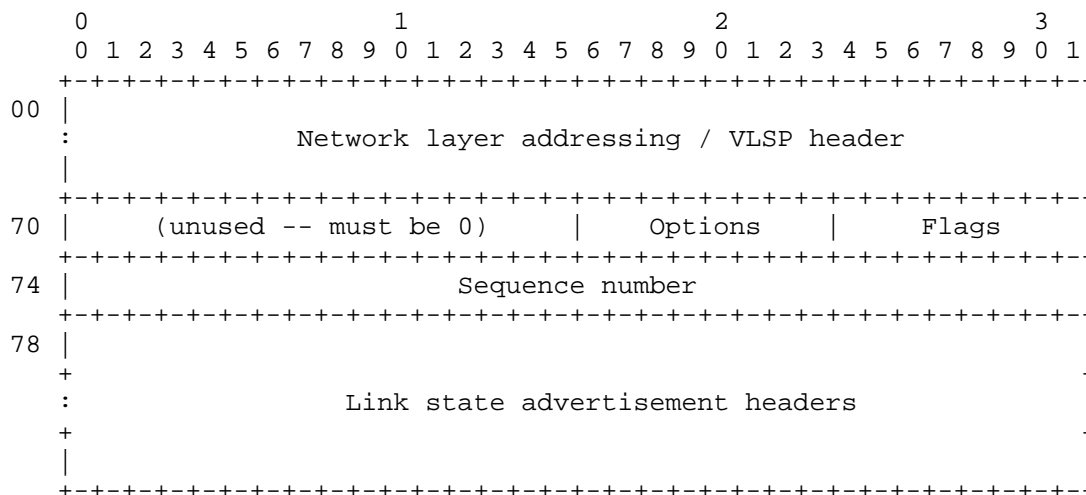 0                   1                   2                   3
0 1 2 3 4 5 6 7 8 9 0 1 2 3 4 5 6 7 8 9 0 1 2 3 4 5 6 7 8 9 0 1
+-+-+-+-+-+-+-+-+-+-+-+-+-+-+-+-+-+-+-+-+-+-+-+-+-+-+-+-+-+-+-+-
00 |
: Network layer addressing / VLSP header
|
+-+-+-+-+-+-+-+-+-+-+-+-+-+-+-+-+-+-+-+-+-+-+-+-+-+-+-+-+-+-+-+-
70 | (unused -- must be 0) | Options | Flags
+-+-+-+-+-+-+-+-+-+-+-+-+-+-+-+-+-+-+-+-+-+-+-+-+-+-+-+-+-+-+-+-
74 | Sequence number
+-+-+-+-+-+-+-+-+-+-+-+-+-+-+-+-+-+-+-+-+-+-+-+-+-+-+-+-+-+-+-+-
78 |
+ -
: Link state advertisement headers
+ -
|
+-+-+-+-+-+-+-+-+-+-+-+-+-+-+-+-+-+-+-+-+-+-+-+-+-+-+-+-+-+-+-+-